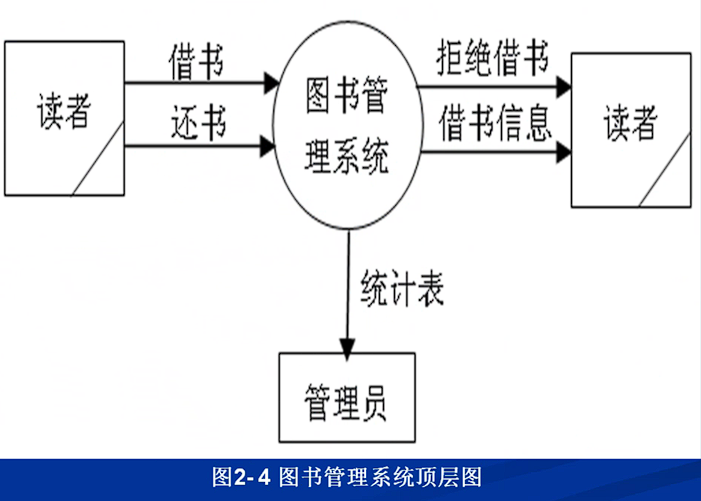 读者
借书
还书
图书管
理系统
拒绝借书
借书信息
读者
统计表
管理员
图2-4 图书管理系统顶层图